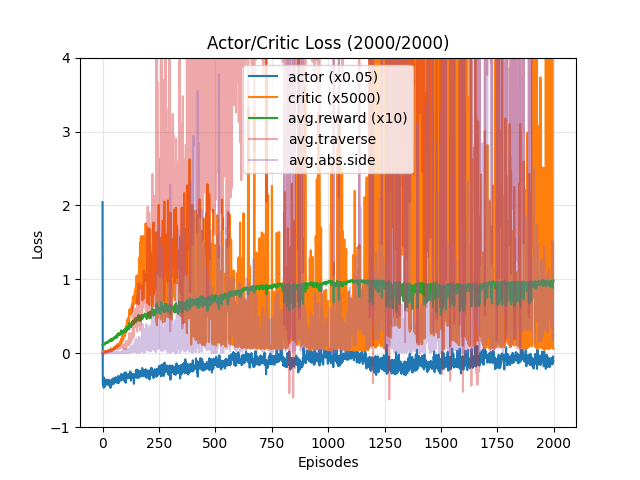 Actor/Critic Loss (2000/2000)
4
3
2
1
0
−1
Loss
actor (x0.05)
critic (x5000)
avg.reward (x10)
avg.traverse
avg.abs.side
0 250 500 750 1000 1250 1500 1750 2000
Episodes